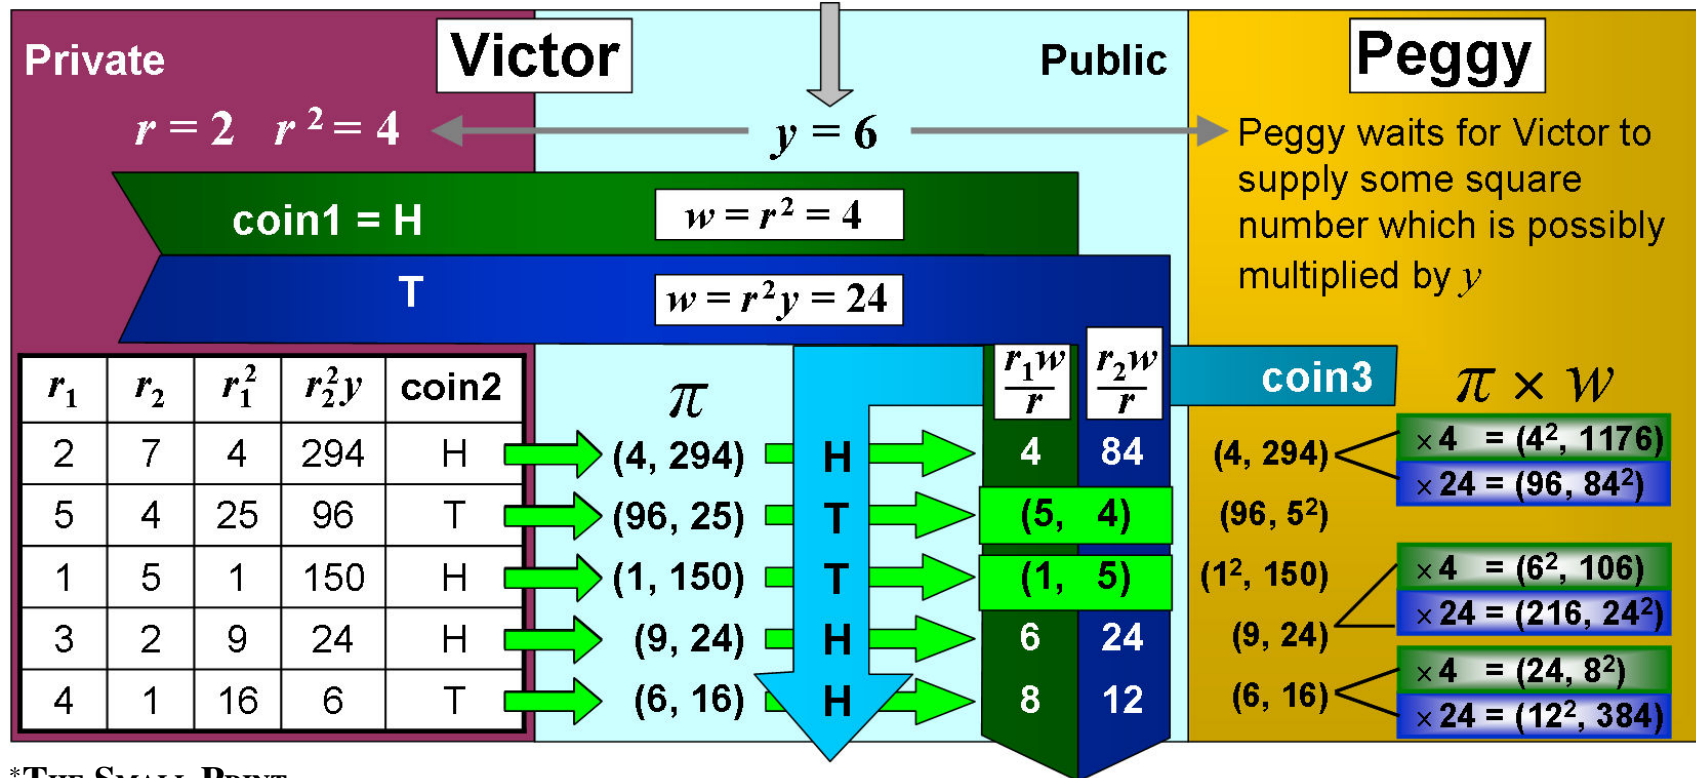 Private
Victor
Public
Peggy
r = 2 r² = 4
y = 6
Peggy waits for Victor to
supply some square
number which is possibly
multiplied by y
coin1 = H
w = r² = 4
T
w = r²y = 24
r₁ r₂ r₁² r₂²y coin2
π
r₁w/r r₂w/r
coin3
π × w
2 7 4 294 H (4, 294) H 4 84 (4, 294) ×4 = (4², 1176)
×24 = (96, 84²)
5 4 25 96 T (96, 25) T (5, 4) (96, 5²)
1 5 1 150 H (1, 150) T (1, 5) (1², 150) ×4 = (6², 106)
×24 = (216, 24²)
3 2 9 24 H (9, 24) H 6 24 (9, 24)
4 1 16 6 T (6, 16) H 8 12 (6, 16) ×4 = (24, 8²)
×24 = (12², 384)
*THE SMALL PRINT